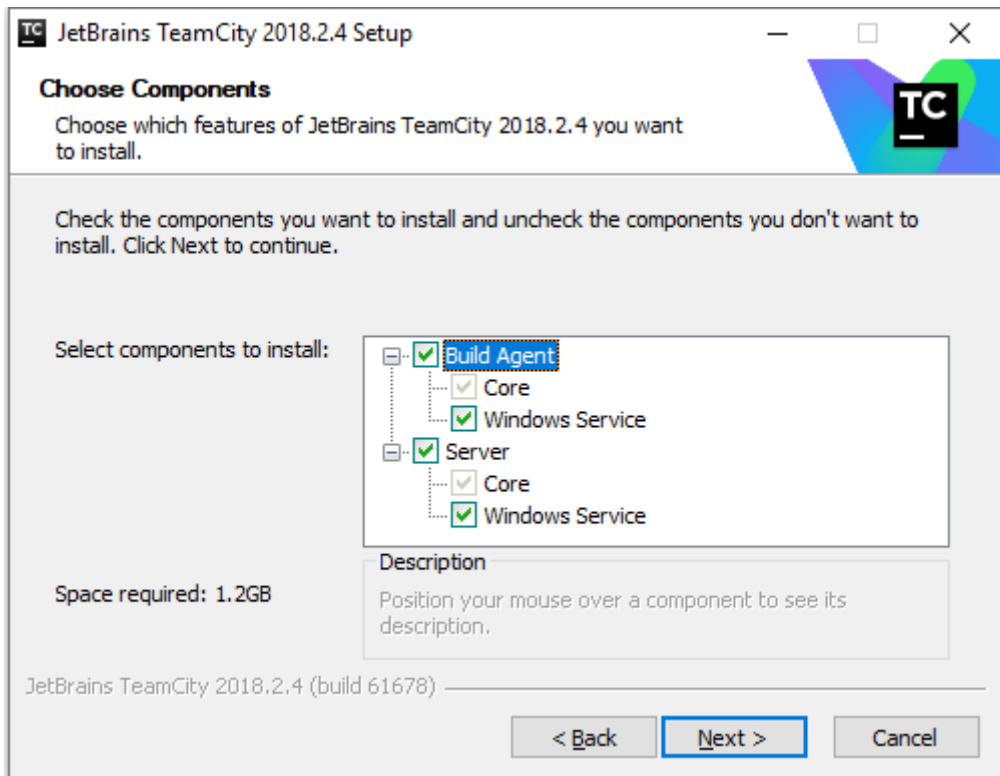 TC JetBrains TeamCity 2018.2.4 Setup
Choose Components
Choose which features of JetBrains TeamCity 2018.2.4 you want
to install.
TC
Check the components you want to install and uncheck the components you don't want to
install. Click Next to continue.
Select components to install:
Build Agent
Core
Windows Service
Server
Core
Windows Service
Space required: 1.2GB
Description
Position your mouse over a component to see its
description.
JetBrains TeamCity 2018.2.4 (build 61678)
< Back
Next >
Cancel